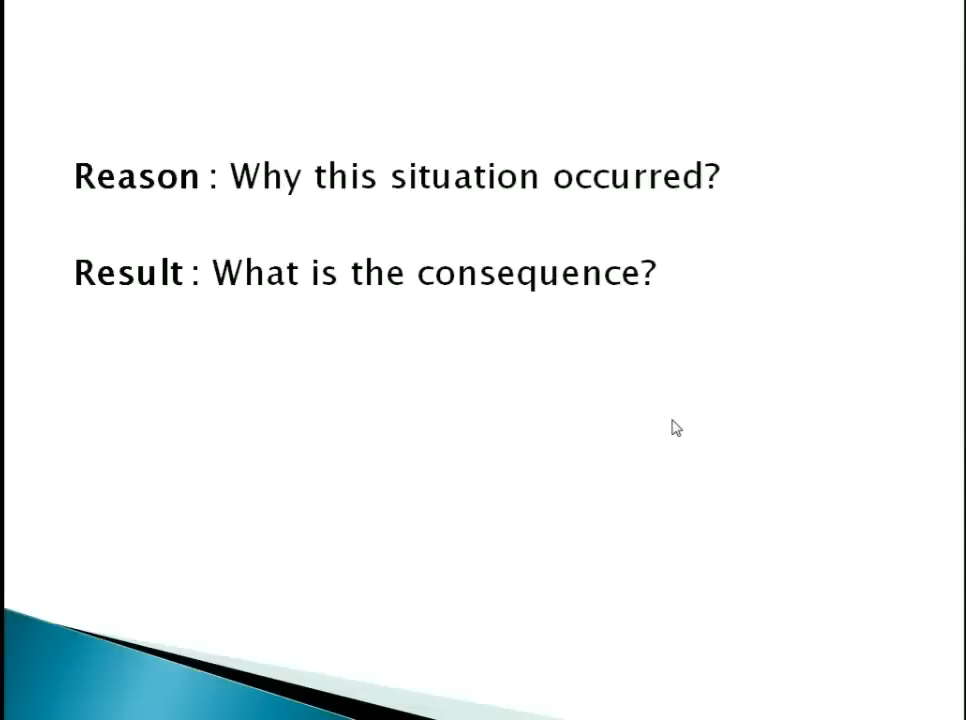 Reason : Why this situation occurred?
Result : What is the consequence?